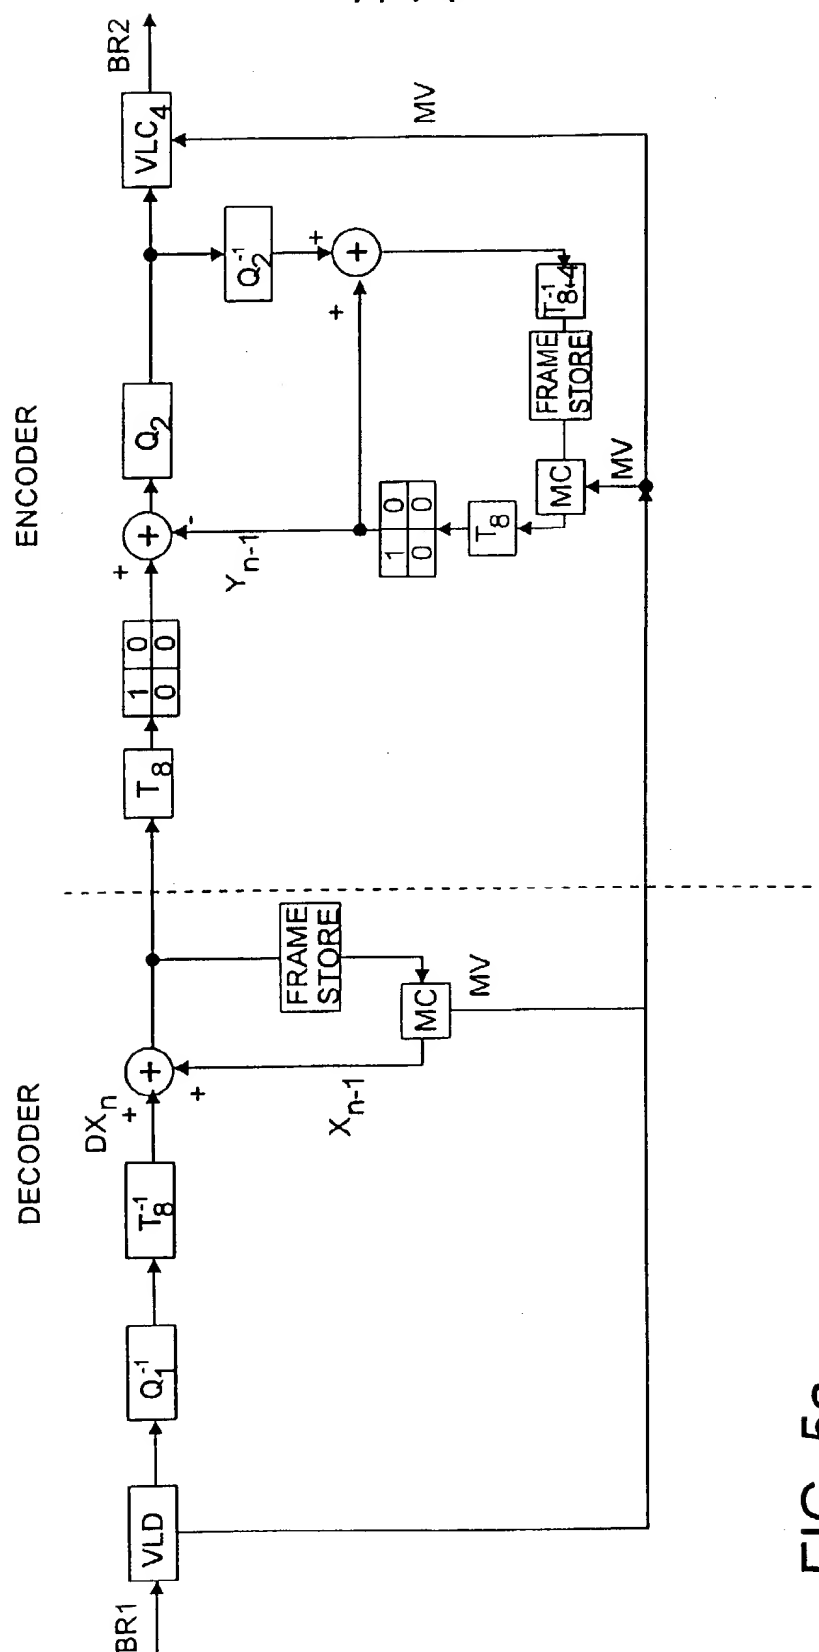 DECODER
ENCODER
BR1
VLD
Q₁⁻¹
T₈⁻¹
DXₙ
+
+
+
Xₙ₋₁
FRAME
STORE
MC
MV
T₈
1 0
0 0
+
+
-
Yₙ₋₁
Q₂
VLC₄
BR2
Q₂⁻¹
+
+
+
T₈₋₄⁻¹
FRAME
STORE
MC
MV
T₈
1 0
0 0
MV